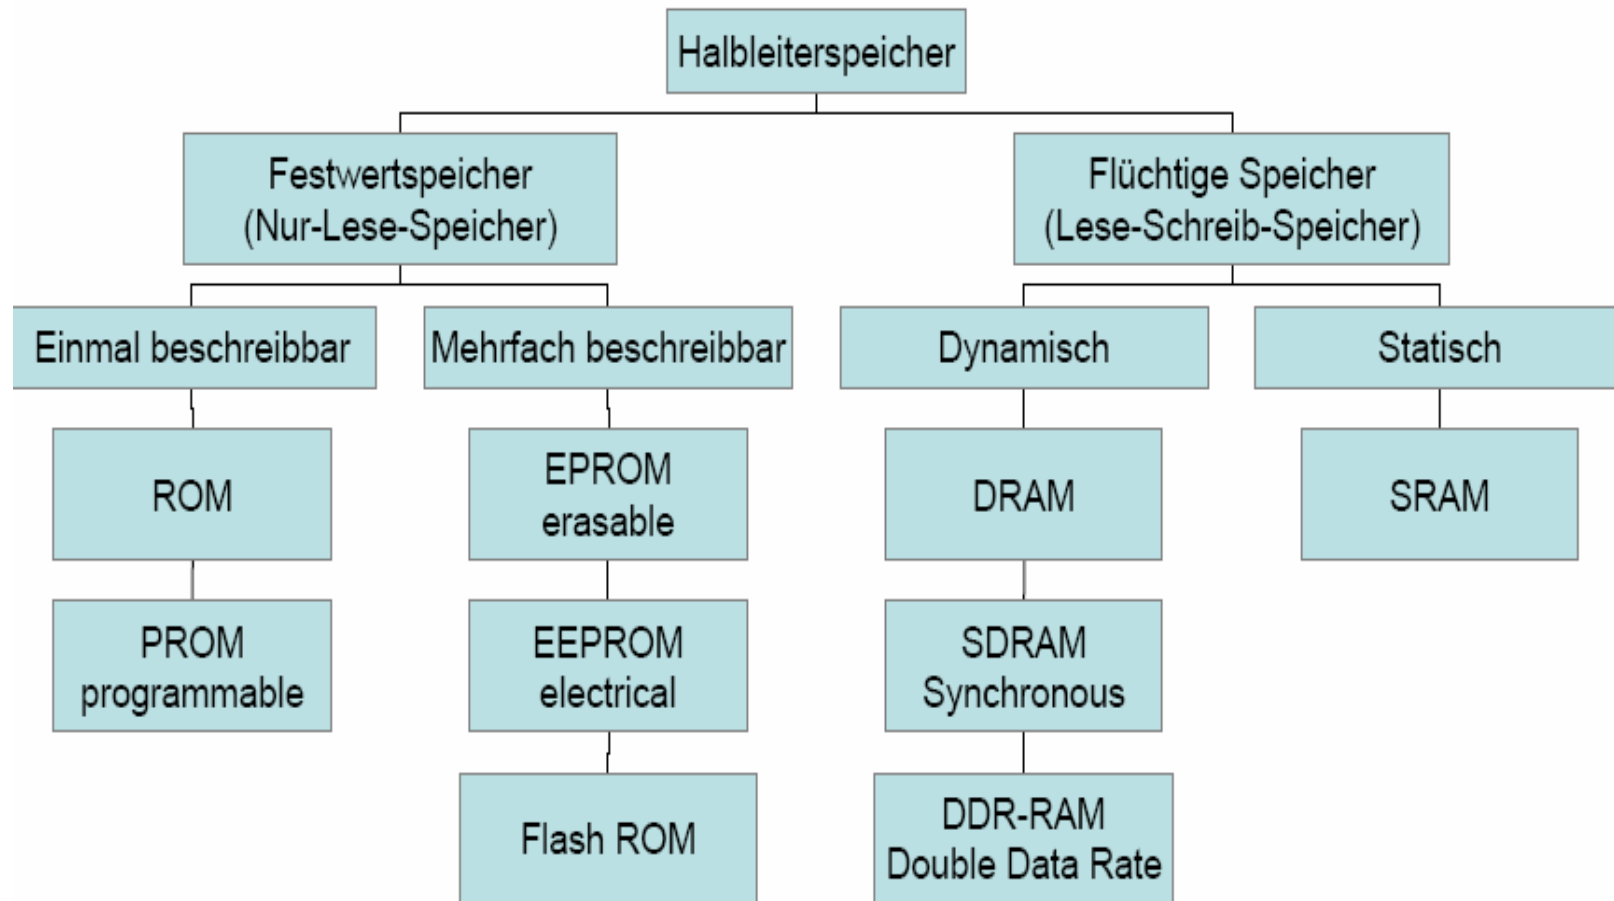 Halbleiterspeicher
Festwertspeicher
(Nur-Lese-Speicher)
Flüchtige Speicher
(Lese-Schreib-Speicher)
Einmal beschreibbar
Mehrfach beschreibbar
Dynamisch
Statisch
ROM
EPROM
erasable
DRAM
SRAM
PROM
programmable
EEPROM
electrical
SDRAM
Synchronous
Flash ROM
DDR-RAM
Double Data Rate